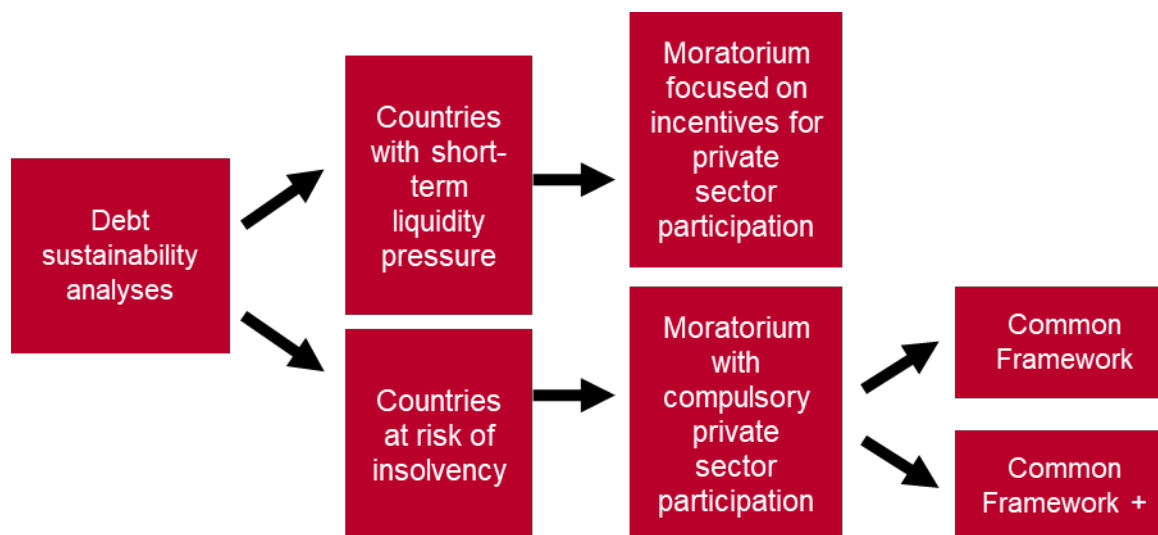 Debt
sustainability
analyses
Countries
with short-
term
liquidity
pressure
Countries
at risk of
insolvency
Moratorium
focused on
incentives for
private
sector
participation
Moratorium
with
compulsory
private
sector
participation
Common
Framework
Common
Framework +